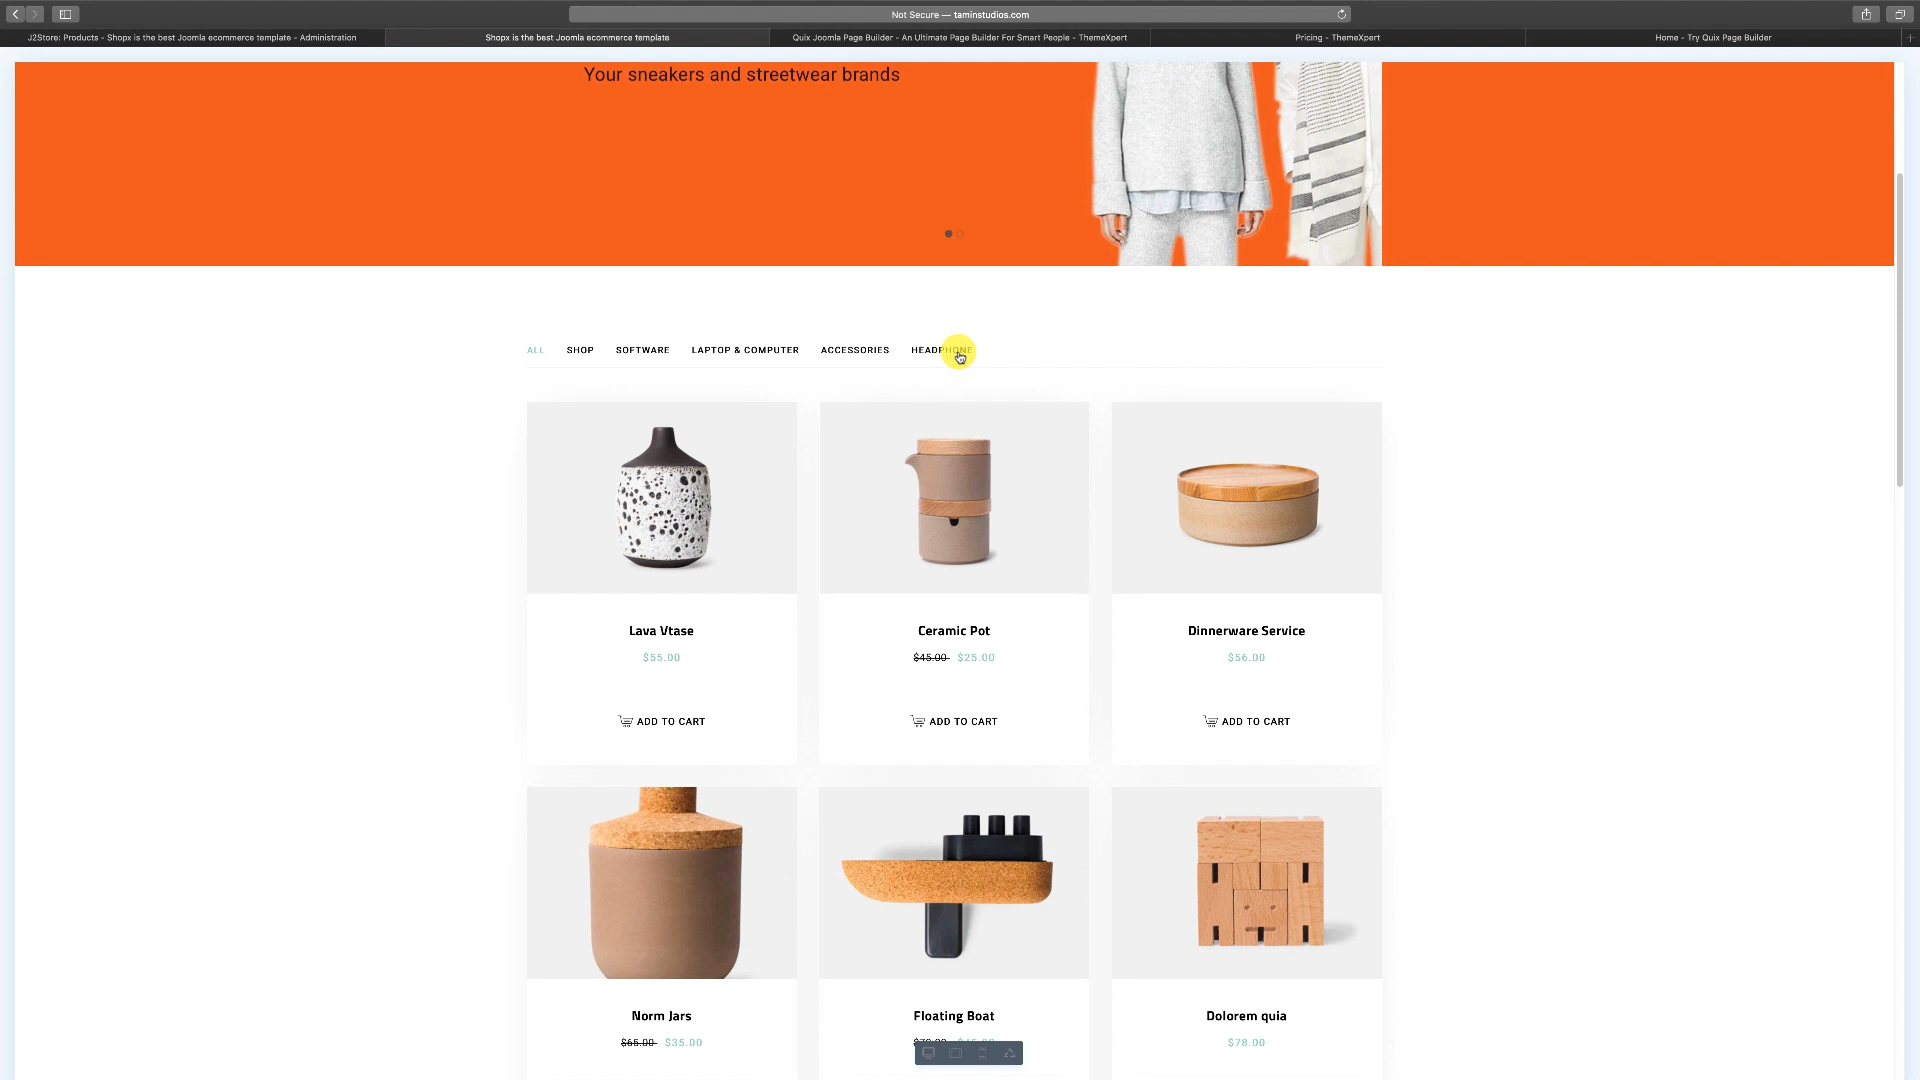 Not Secure — taminstudios.com
J2Store: Products - Shopx is the best Joomla ecommerce template - Administration
Shopx is the best Joomla ecommerce template
Quix Joomla Page Builder - An Ultimate Page Builder For Smart People - ThemeXpert
Pricing - ThemeXpert
Home - Try Quix Page Builder
Your sneakers and streetwear brands
ALL SHOP SOFTWARE LAPTOP & COMPUTER ACCESSORIES HEADPHONE
Lava Vtase
$55.00
ADD TO CART
Ceramic Pot
$45.00 $25.00
ADD TO CART
Dinnerware Service
$56.00
ADD TO CART
Norm Jars
$65.00 $35.00
Floating Boat
Dolorem quia
$78.00